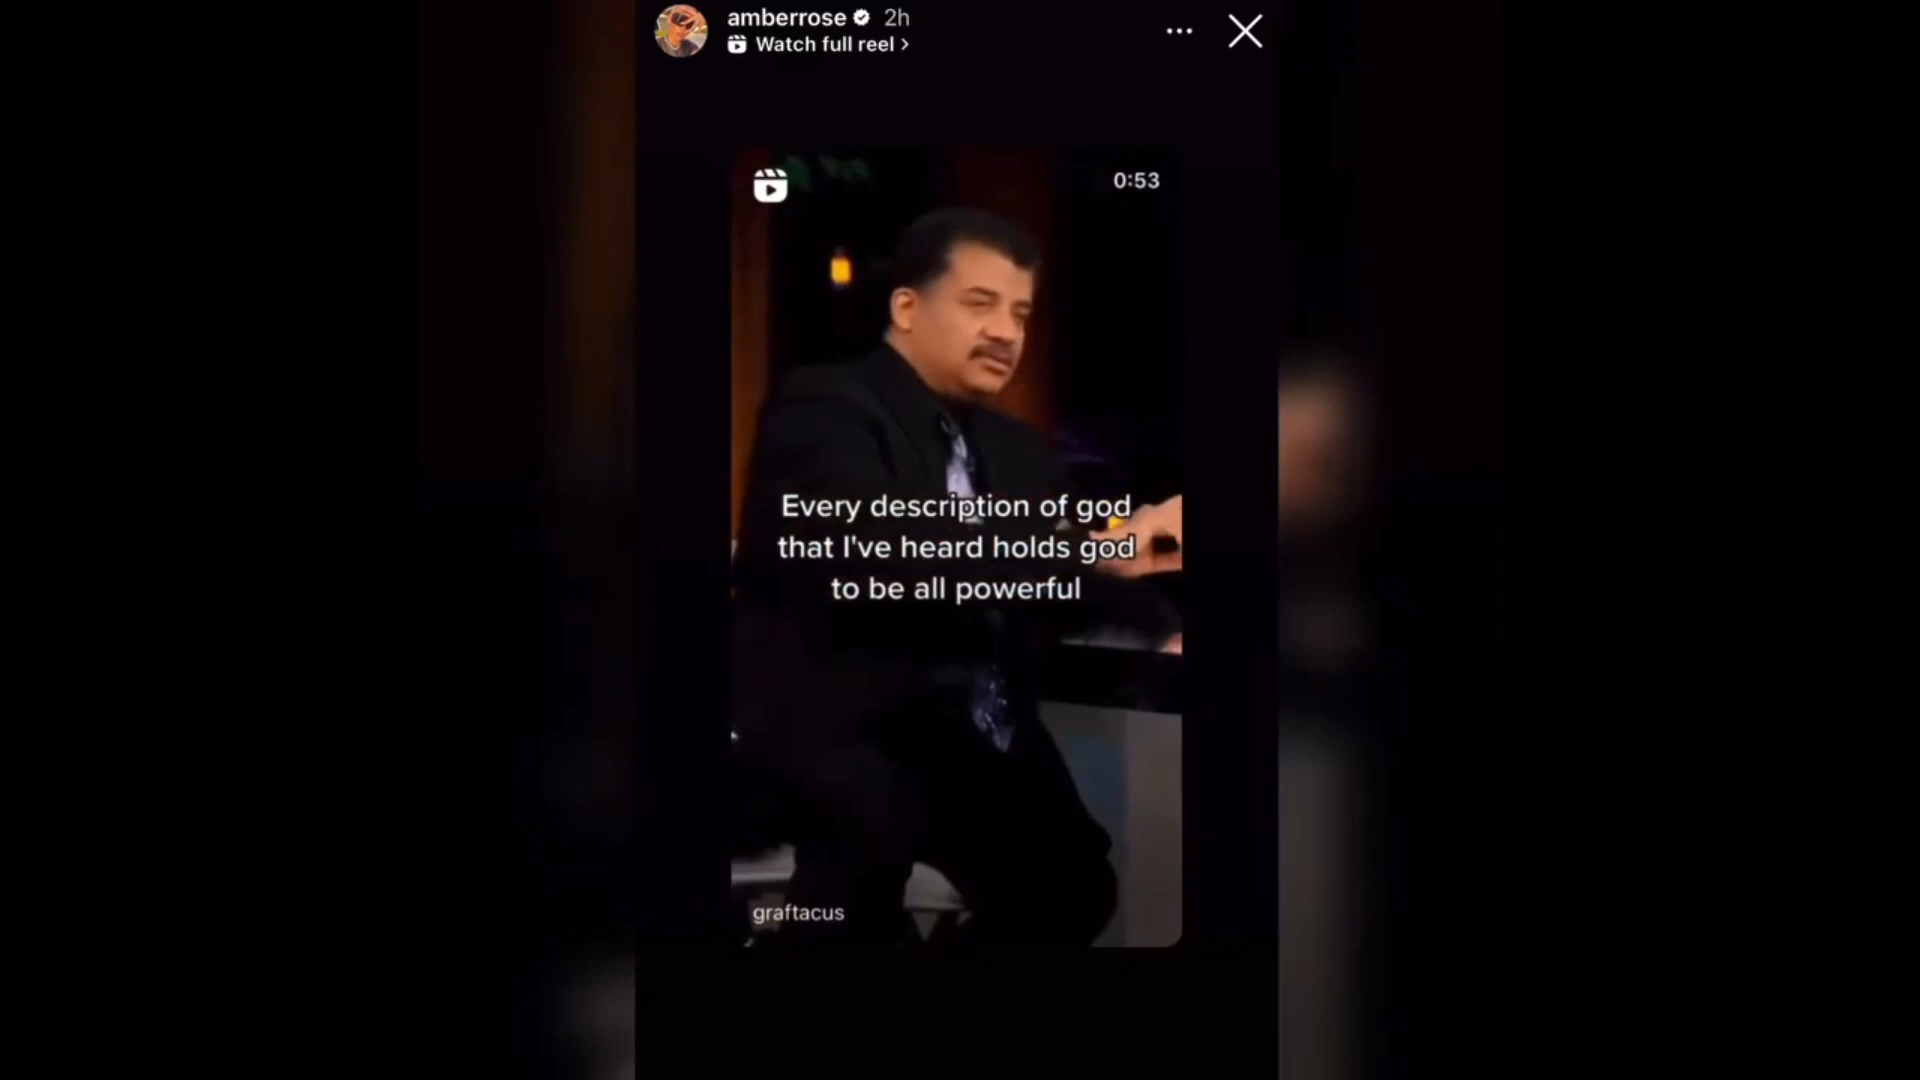 amberrose 2h
Watch full reel >
0:53
Every description of god
that I've heard holds god
to be all powerful
graftacus